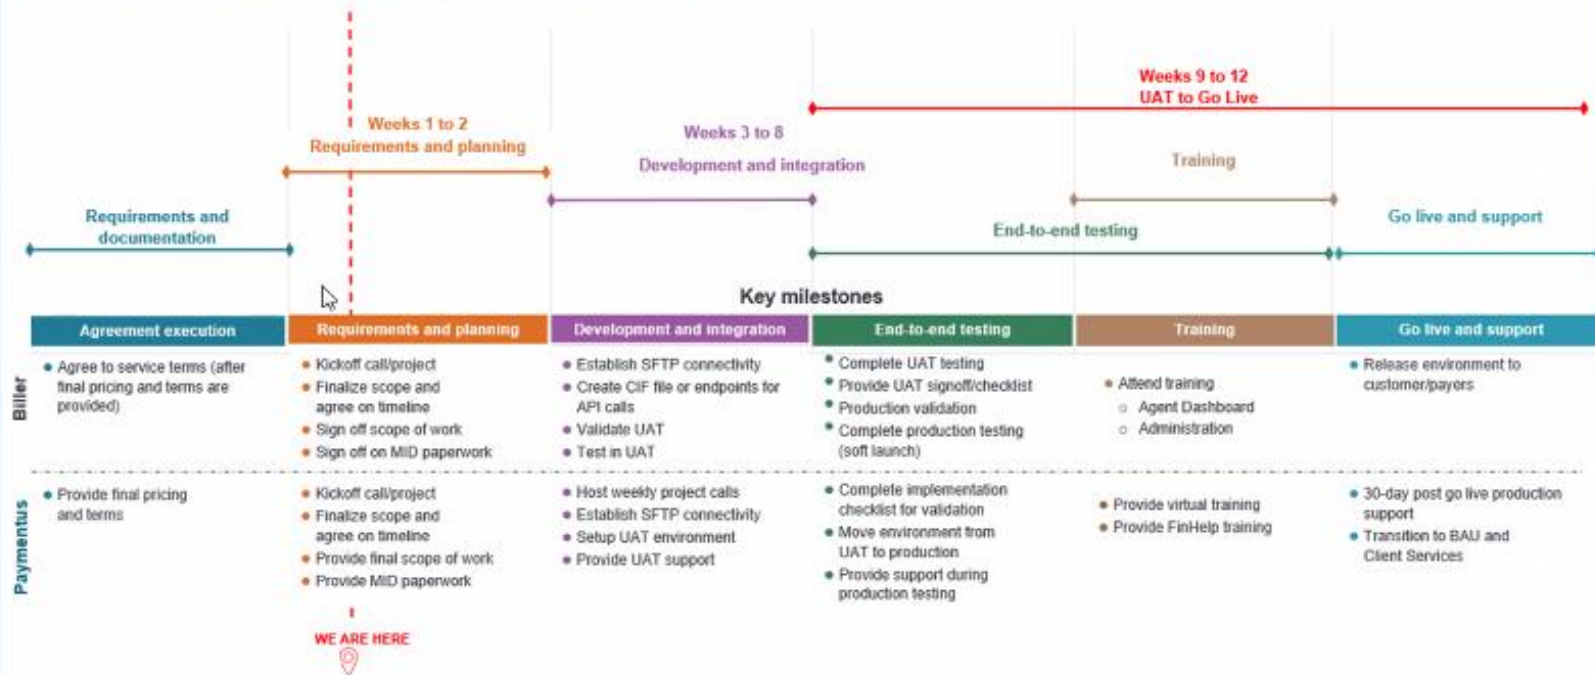 Weeks 9 to 12
UAT to Go Live
Weeks 1 to 2
Requirements and planning
Weeks 3 to 8
Development and integration
Training
Requirements and
documentation
End-to-end testing
Go live and support
Key milestones
Agreement execution
Requirements and planning
Development and integration
End-to-end testing
Training
Go live and support
Biller
Agree to service terms (after
final pricing and terms are
provided)
Kickoff call/project
Finalize scope and
agree on timeline
Sign off scope of work
Sign off on MID paperwork
Establish SFTP connectivity
Create CIF file or endpoints for
API calls
Validate UAT
Test in UAT
Complete UAT testing
Provide UAT signoff/checklist
Production validation
Complete production testing
(soft launch)
Attend training
Agent Dashboard
Administration
Release environment to
customer/payers
Paymentus
Provide final pricing
and terms
Kickoff call/project
Finalize scope and
agree on timeline
Provide final scope of work
Provide MID paperwork
Host weekly project calls
Establish SFTP connectivity
Setup UAT environment
Provide UAT support
Complete implementation
checklist for validation
Move environment from
UAT to production
Provide support during
production testing
Provide virtual training
Provide FinHelp training
30-day post go live production
support
Transition to BAU and
Client Services
WE ARE HERE